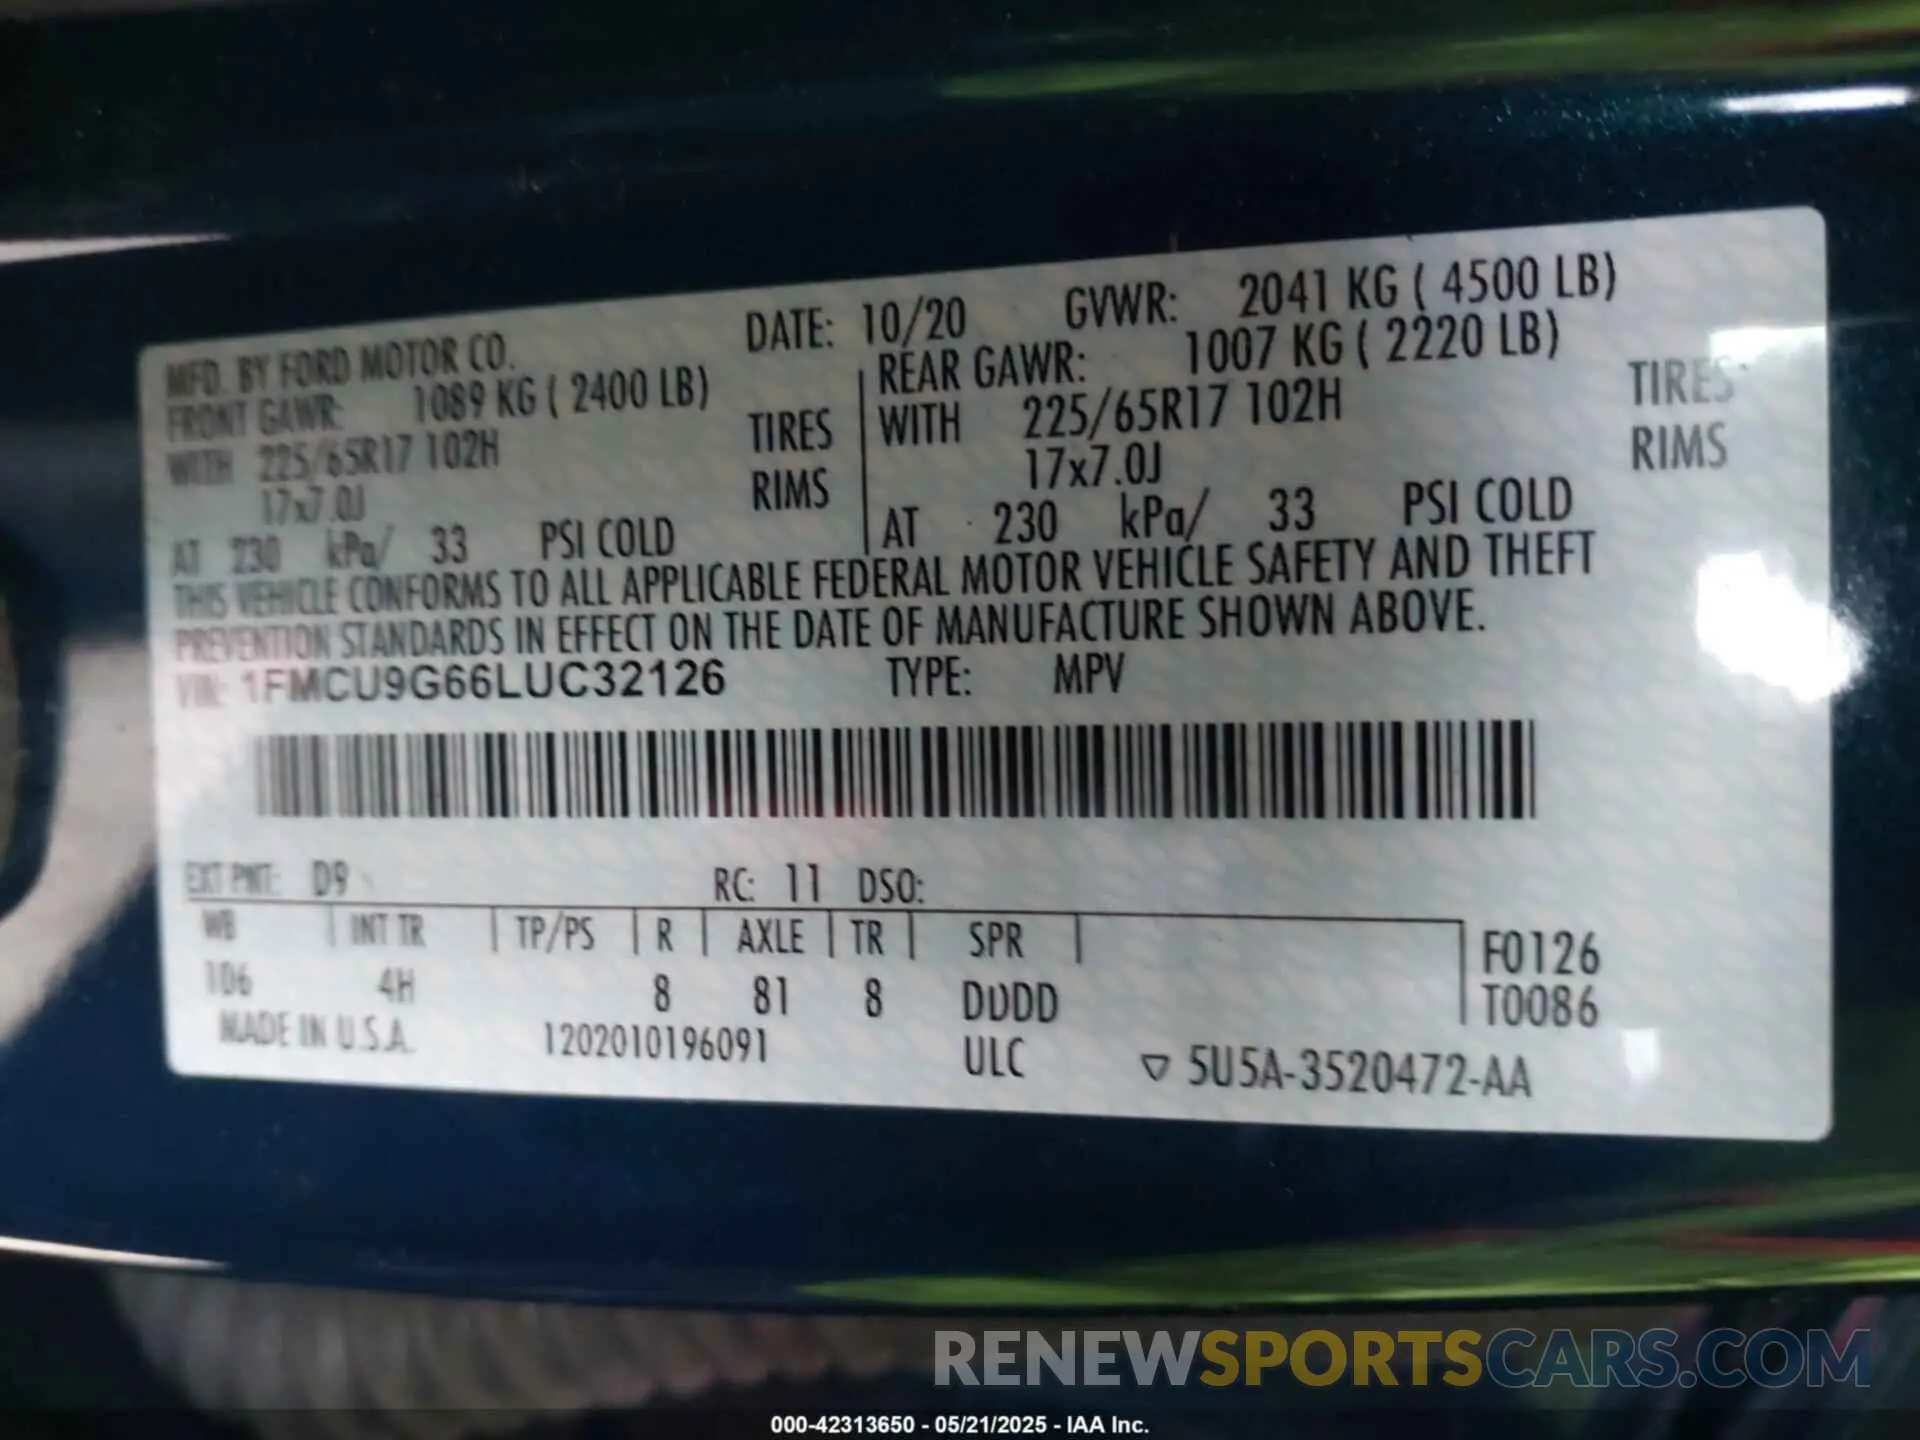 MFD. BY FORD MOTOR CO. DATE: 10/20 GVWR: 2041 KG ( 4500 LB)
FRONT GAWR: 1089 KG ( 2400 LB) REAR GAWR: 1007 KG ( 2220 LB)
WITH 225/65R17 102H TIRES WITH 225/65R17 102H TIRES
17x7.0J RIMS 17x7.0J RIMS
AT 230 kPa/ 33 PSI COLD AT 230 kPa/ 33 PSI COLD
THIS VEHICLE CONFORMS TO ALL APPLICABLE FEDERAL MOTOR VEHICLE SAFETY AND THEFT
PREVENTION STANDARDS IN EFFECT ON THE DATE OF MANUFACTURE SHOWN ABOVE.
VIN: 1FMCU9G66LUC32126 TYPE: MPV
EXT PNT: D9 RC: 11 DSO:
WB | INT TR | TP/PS | R | AXLE | TR | SPR | F0126
106 4H 8 81 8 DDDD T0086
MADE IN U.S.A. 1202010196091 ULC ▽ 5U5A-3520472-AA
RENEWSPORTSCARS.COM
000-42313650 - 05/21/2025 - IAA Inc.